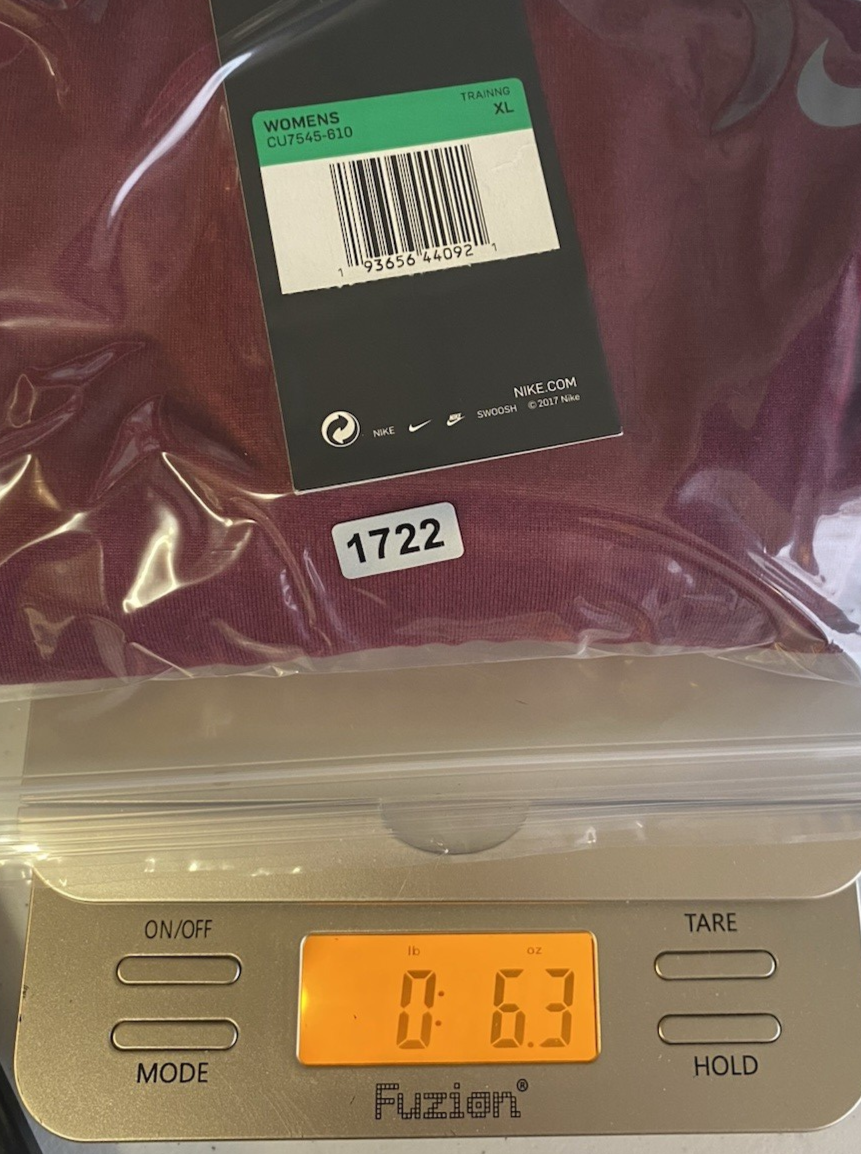 TRAINNG
WOMENS XL
CU7545-610
1 93656 44092 1
NIKE.COM
NIKE SWOOSH © 2017 Nike
1722
ON/OFF TARE
lb oz
0: 6.3
MODE HOLD
Fuzion®